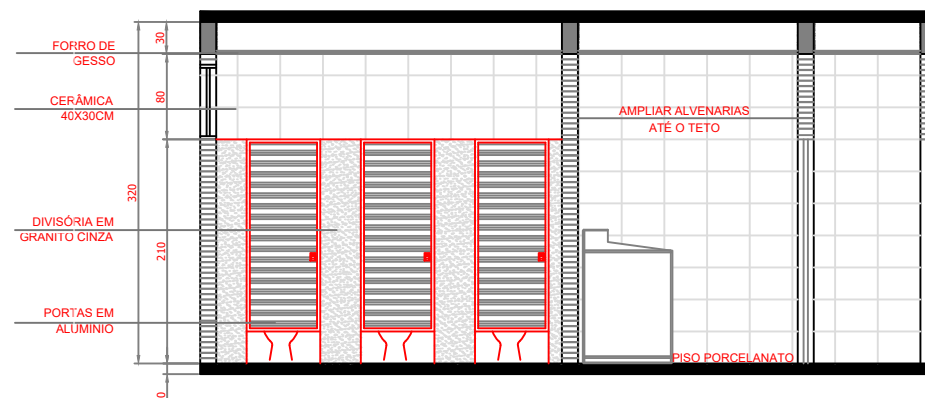 30
FORRO DE
GESSO
80
CERÂMICA
40X30CM
AMPLIAR ALVENARIAS
ATÉ O TETO
320
210
DIVISÓRIA EM
GRANITO CINZA
PORTAS EM
ALUMINIO
PISO PORCELANATO
0